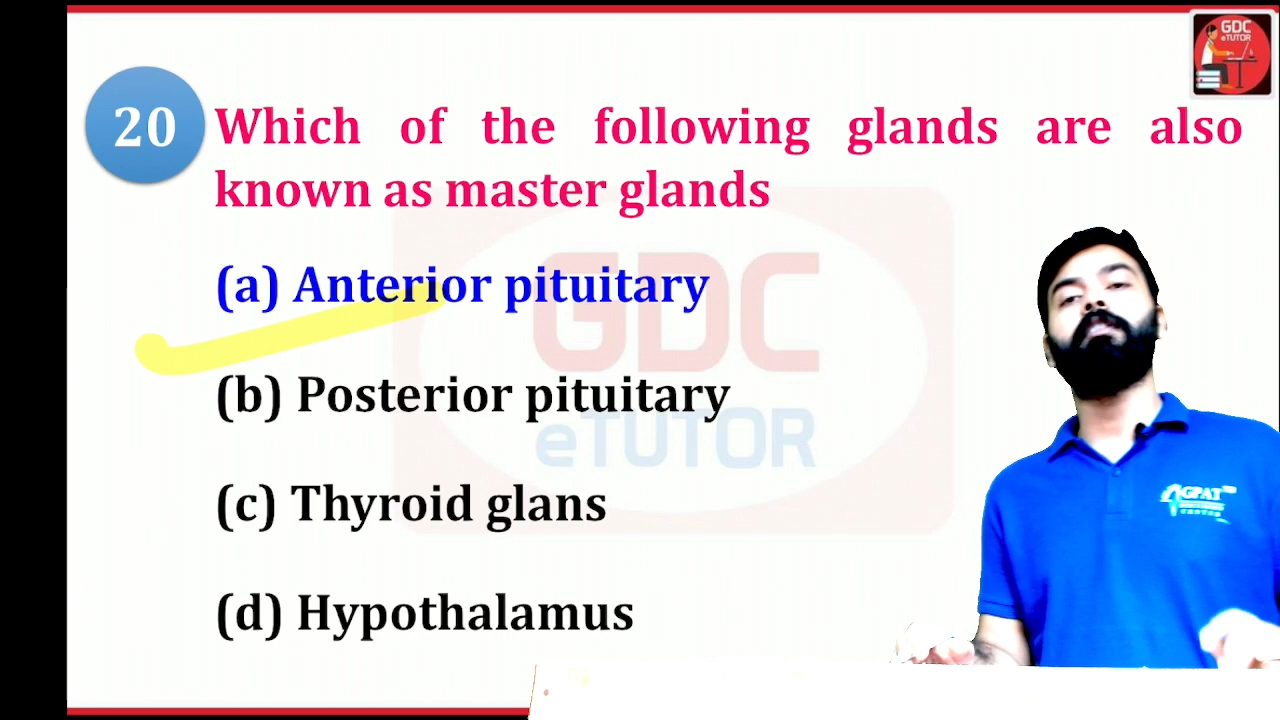 GDC
eTUTOR
20
Which of the following glands are also
known as master glands
(a) Anterior pituitary
(b) Posterior pituitary
(c) Thyroid glans
(d) Hypothalamus
GDC
eTUTOR
GPAT